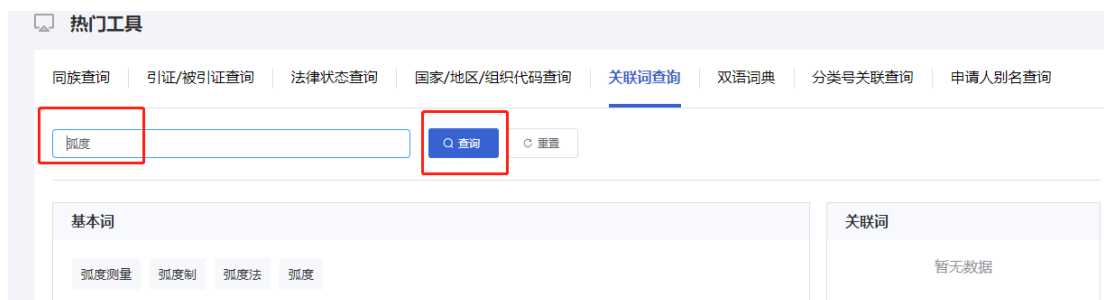 热门工具
同族查询 引证/被引证查询 法律状态查询 国家/地区/组织代码查询 关联词查询 双语词典 分类号关联查询 申请人别名查询
弧度 查询 重置
基本词 关联词
弧度测量 弧度制 弧度法 弧度 暂无数据